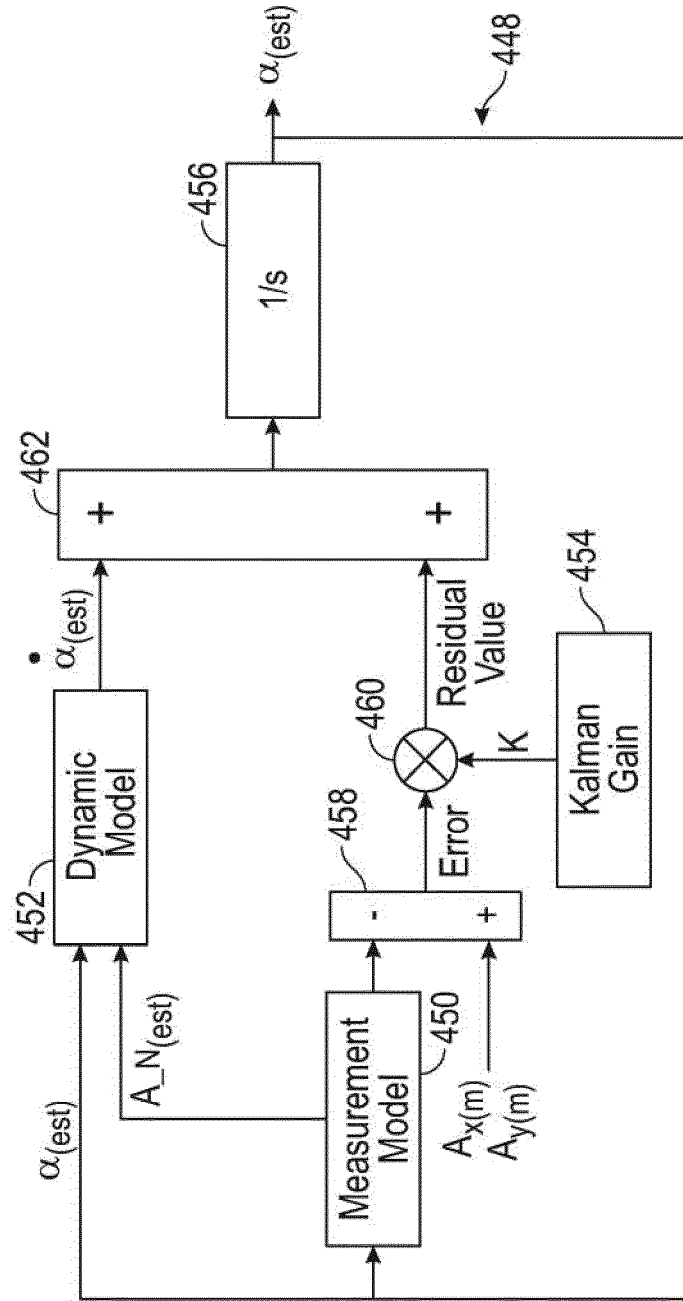 α(est)
A_N(est)
452
Dynamic
Model
α̇(est)
462
+
+
456
1/s
α(est)
448
Measurement
Model
450
Ax(m)
Ay(m)
458
-
+
Error
460
K
Residual
Value
454
Kalman
Gain